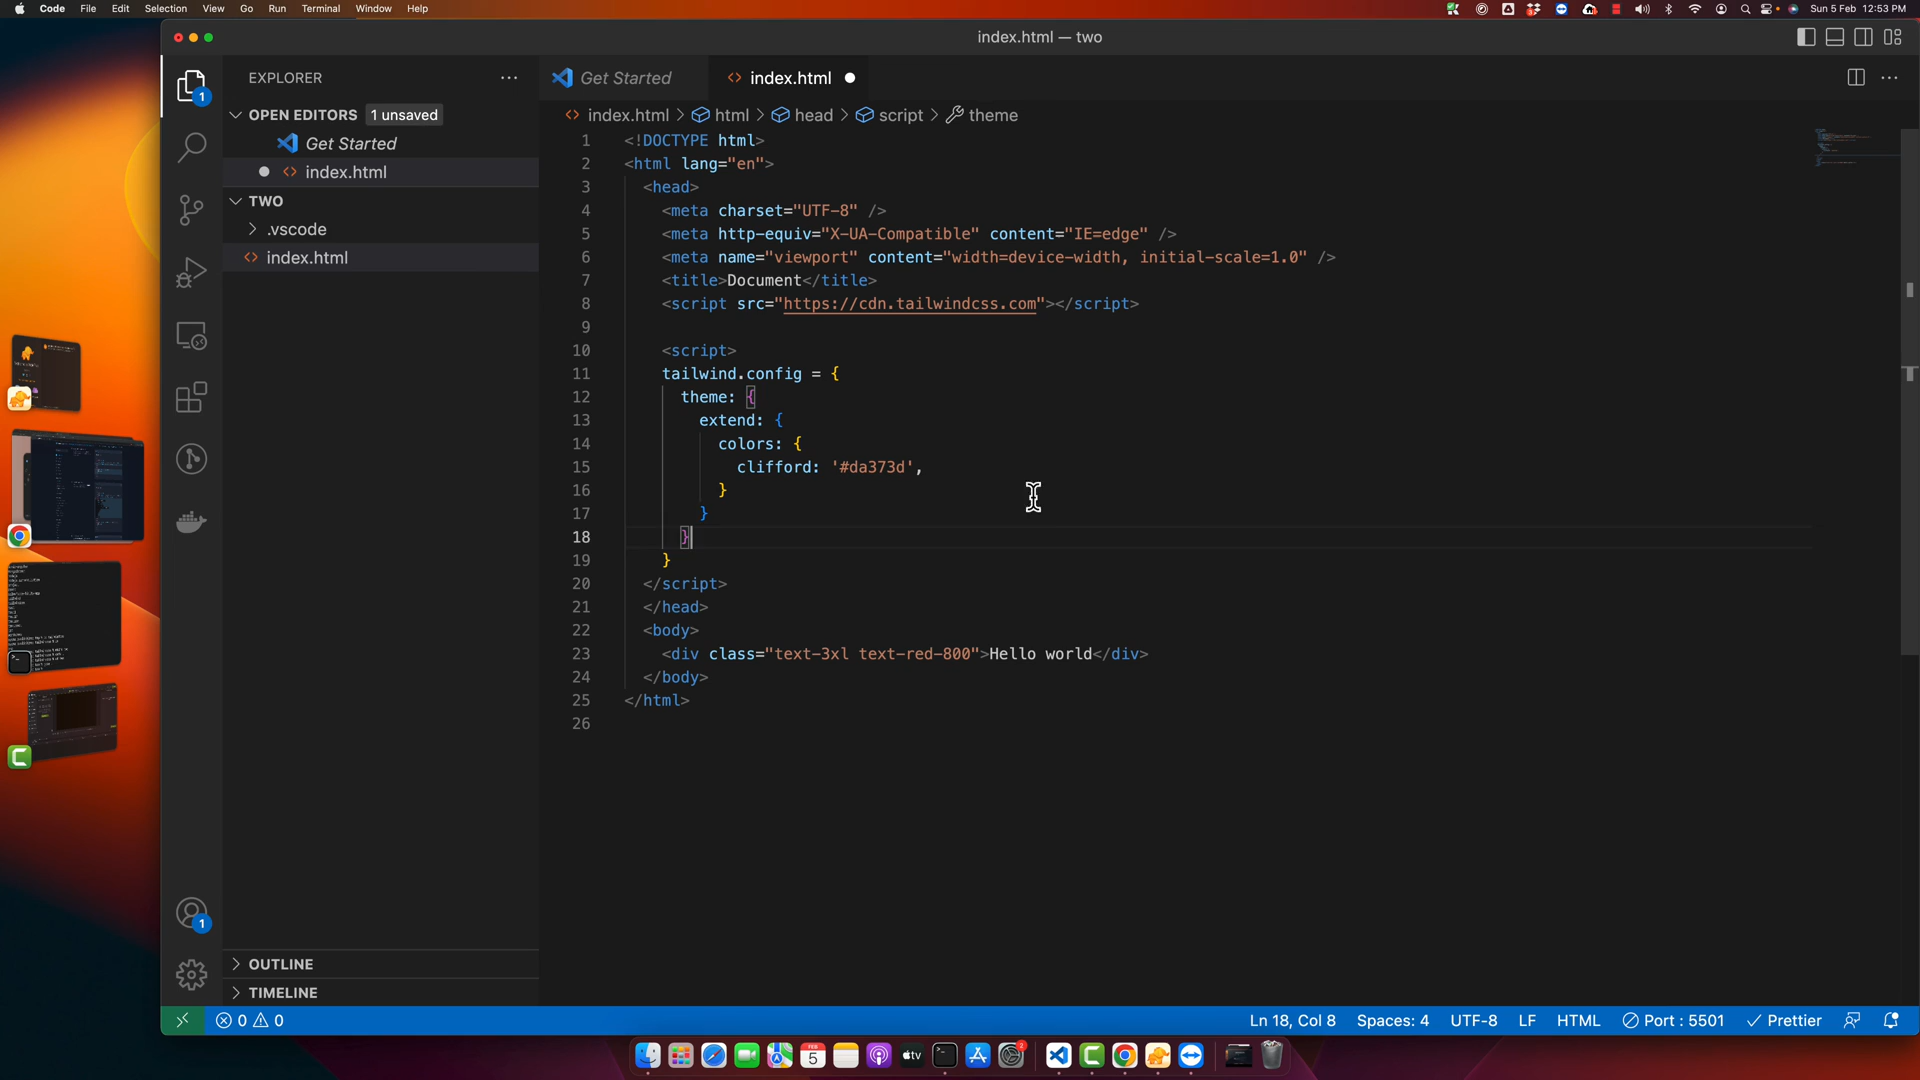 Code File Edit Selection View Go Run Terminal Window Help
Sun 5 Feb 12:53 PM
index.html — two
EXPLORER
Get Started
index.html
OPEN EDITORS 1 unsaved
index.html > html > head > script > theme
Get Started
index.html
TWO
.vscode
index.html
1 <!DOCTYPE html>
2 <html lang="en">
3 <head>
4 <meta charset="UTF-8" />
5 <meta http-equiv="X-UA-Compatible" content="IE=edge" />
6 <meta name="viewport" content="width=device-width, initial-scale=1.0" />
7 <title>Document</title>
8 <script src="https://cdn.tailwindcss.com"></script>
9
10 <script>
11 tailwind.config = {
12 theme: {
13 extend: {
14 colors: {
15 clifford: '#da373d',
16 }
17 }
18 }
19 }
20 </script>
21 </head>
22 <body>
23 <div class="text-3xl text-red-800">Hello world</div>
24 </body>
25 </html>
26
1
1
OUTLINE
TIMELINE
0 0
Ln 18, Col 8 Spaces: 4 UTF-8 LF HTML Port : 5501 Prettier
FEB
5
tv
2